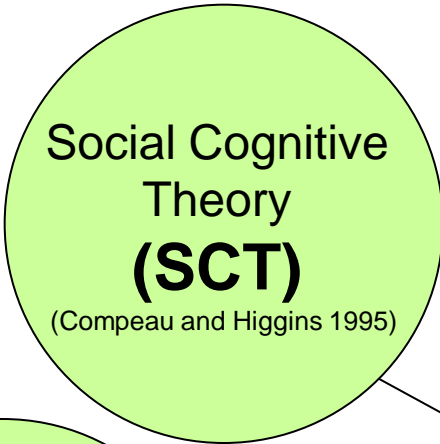 Social Cognitive
Theory
(SCT)
(Compeau and Higgins 1995)